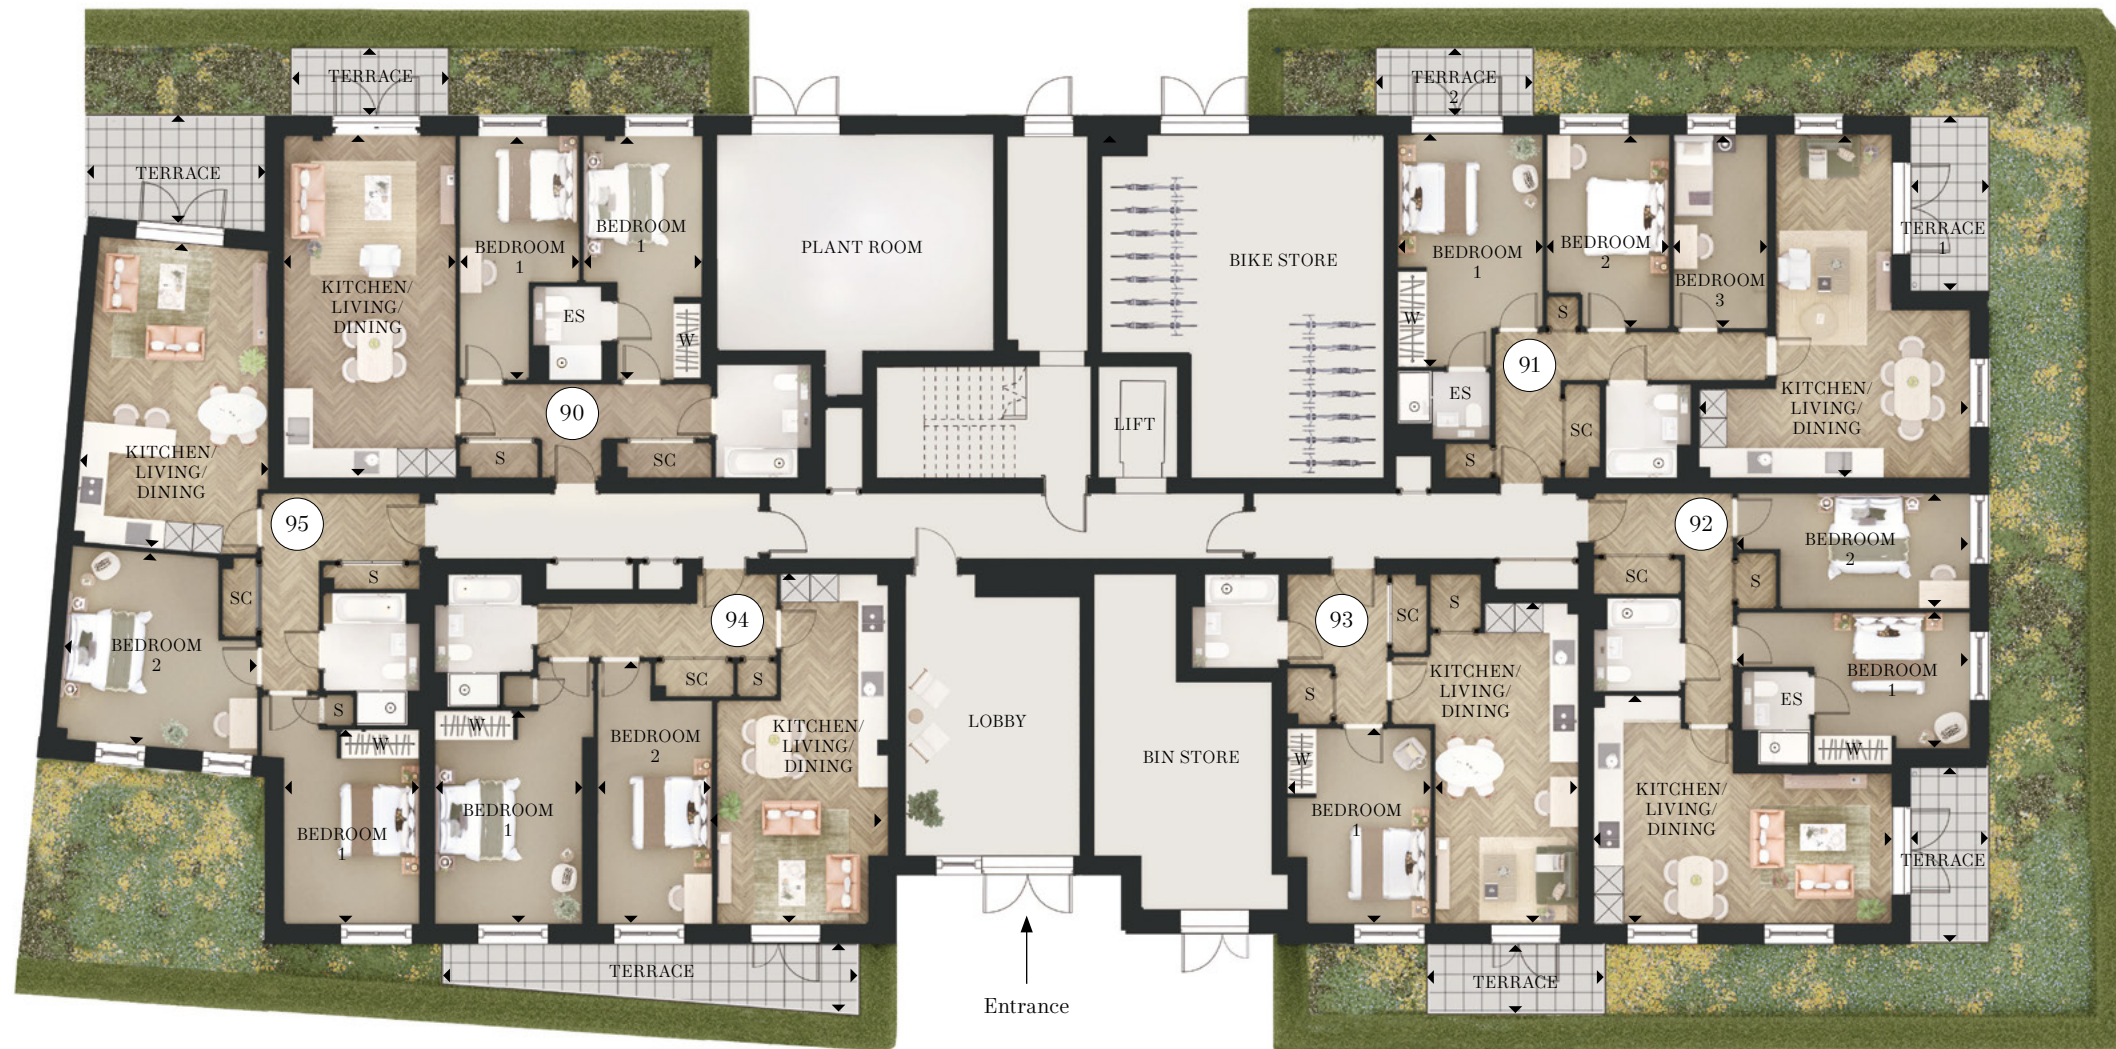 TERRACE
TERRACE
2
TERRACE
BEDROOM
1
BEDROOM
1
KITCHEN/
LIVING/
DINING
ES
W
PLANT ROOM
BIKE STORE
LIFT
BEDROOM
1
BEDROOM
2
BEDROOM
3
TERRACE
1
S
W
91
ES
SC
S
KITCHEN/
LIVING/
DINING
90
S
SC
KITCHEN/
LIVING/
DINING
95
S
SC
BEDROOM
2
S
W
BEDROOM
1
94
SC
S
W
BEDROOM
1
BEDROOM
2
KITCHEN/
LIVING/
DINING
TERRACE
LOBBY
Entrance
BIN STORE
93
SC
S
S
KITCHEN/
LIVING/
DINING
W
BEDROOM
1
TERRACE
92
BEDROOM
2
SC
S
BEDROOM
1
ES
W
KITCHEN/
LIVING/
DINING
TERRACE